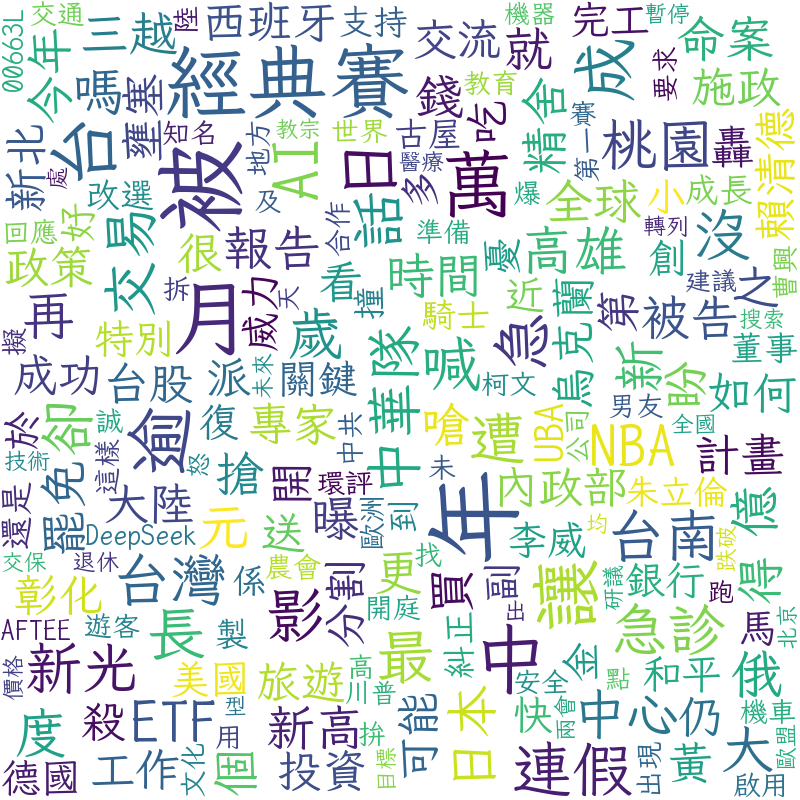 00663L
交通
三越
陸
西班牙
支持
交流
就
完工
機器
暫停
命案
今年
嗎
塞
經典賽
錢
教育
成
要求
施政
新北
台
壅
知名
教宗
地方
世界
古屋
吃
精舍
賽
第一
桃園
轟
賴清德
處
改選
被
及
AI
日
醫療
多
萬
爆
全球
小
成長
回應
好
交易
很
報告
合作
話
準備
憂
高雄
創
轉列
沒
曹興
政策
再
拆
月
威力
天
看
撞
時間
近
烏克蘭
第
建議
之
擬
特別
歲
騎士
被告
搜索
董事
成功
台股
派
關鍵
未來
中華隊
喊
急
柯文
新
盼
如何
於
卻
誠
逾
復
專家
中共
嗆
遭
UBA
公司
男友
全國
NBA
計畫
技術
這樣
怒
搶
開
環評
未
還是
罷免
大陸
元
曝
歐洲
到
年
內政部
朱立倫
DeepSeek
送
李威
均
台南
跌破
億
交保
退休
台灣
係
農會
更
找
買
副
讓
研議
銀行
跑
得
彰化
影
分割
開庭
出
AFTEE
遊客
長
製
最
糾正
中
急診
馬
北京
價格
新光
美國
旅遊
高
川普
安全
金
點
和平
俄
度
殺
ETF
型
用
新高
拚
可能
日本
快
兩會
中心
仍
機車
大
歐盟
德國
工作
文化
個
投資
目標
連假
出現
黃
啟用